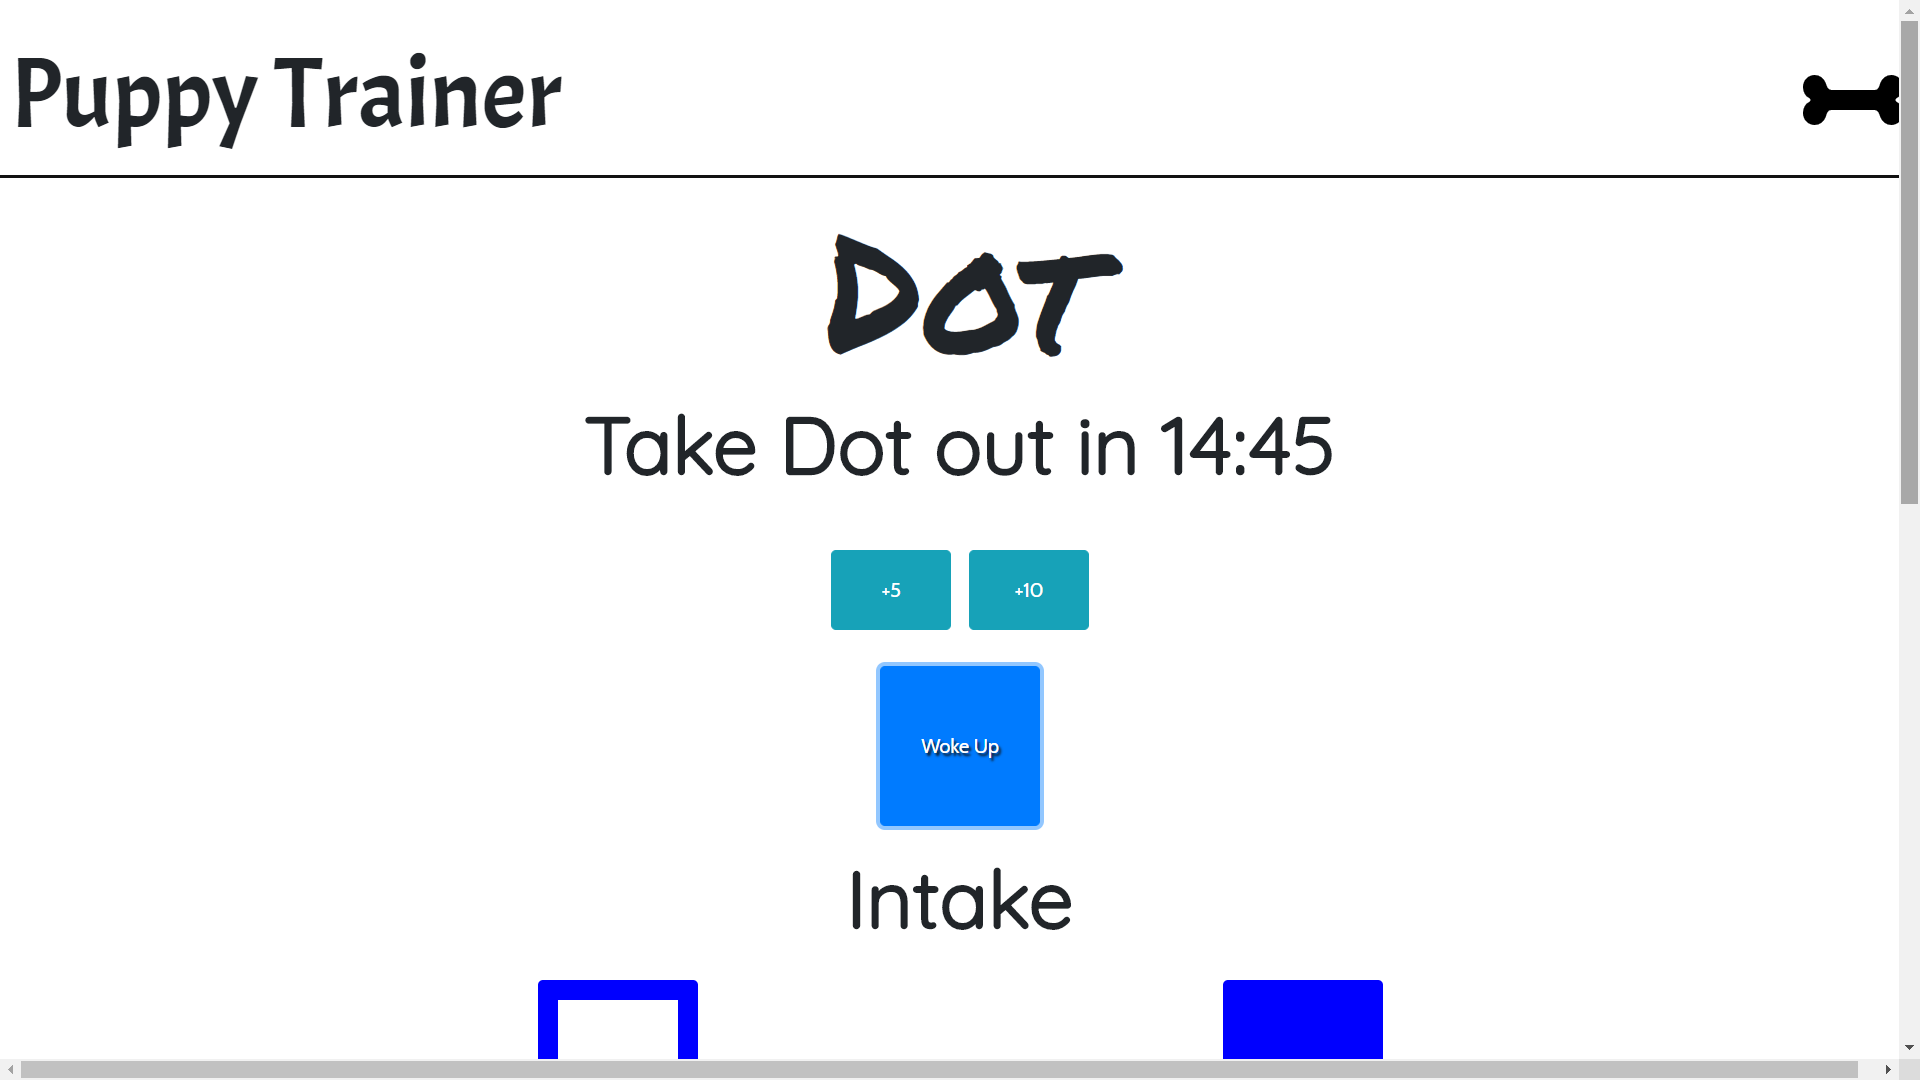 Puppy Trainer
Dot
Take Dot out in 14:45
+5 +10
Woke Up
Intake